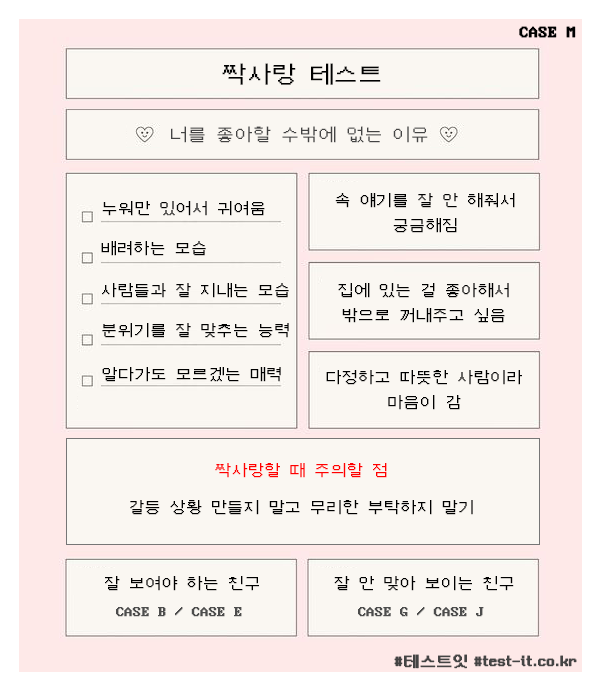 CASE M
짝사랑 테스트
너를 좋아할 수밖에 없는 이유
누워만 있어서 귀여움
배려하는 모습
사람들과 잘 지내는 모습
분위기를 잘 맞추는 능력
알다가도 모르겠는 매력
속 얘기를 잘 안 해줘서
궁금해짐
집에 있는 걸 좋아해서
밖으로 꺼내주고 싶음
다정하고 따뜻한 사람이라
마음이 감
짝사랑할 때 주의할 점
갈등 상황 만들지 말고 무리한 부탁하지 말기
잘 보여야 하는 친구
CASE B / CASE E
잘 안 맞아 보이는 친구
CASE G / CASE J
#테스트잇 #test-it.co.kr